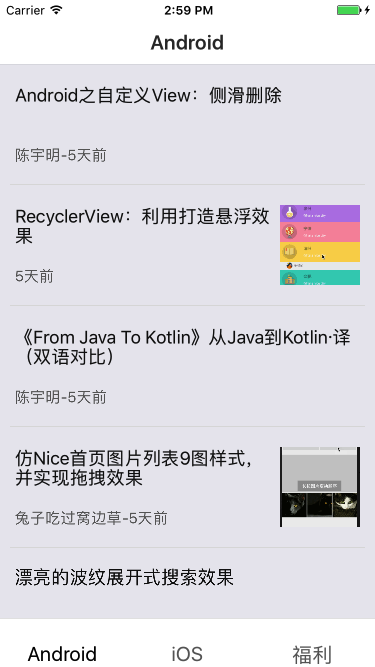 Carrier 2:59 PM
Android
Android之自定义View：侧滑删除
陈宇明-5天前
RecyclerView：利用打造悬浮效
果
5天前
《From Java To Kotlin》从Java到Kotlin·译
（双语对比）
陈宇明-5天前
仿Nice首页图片列表9图样式，
并实现拖拽效果
兔子吃过窝边草-5天前
漂亮的波纹展开式搜索效果
Android iOS 福利